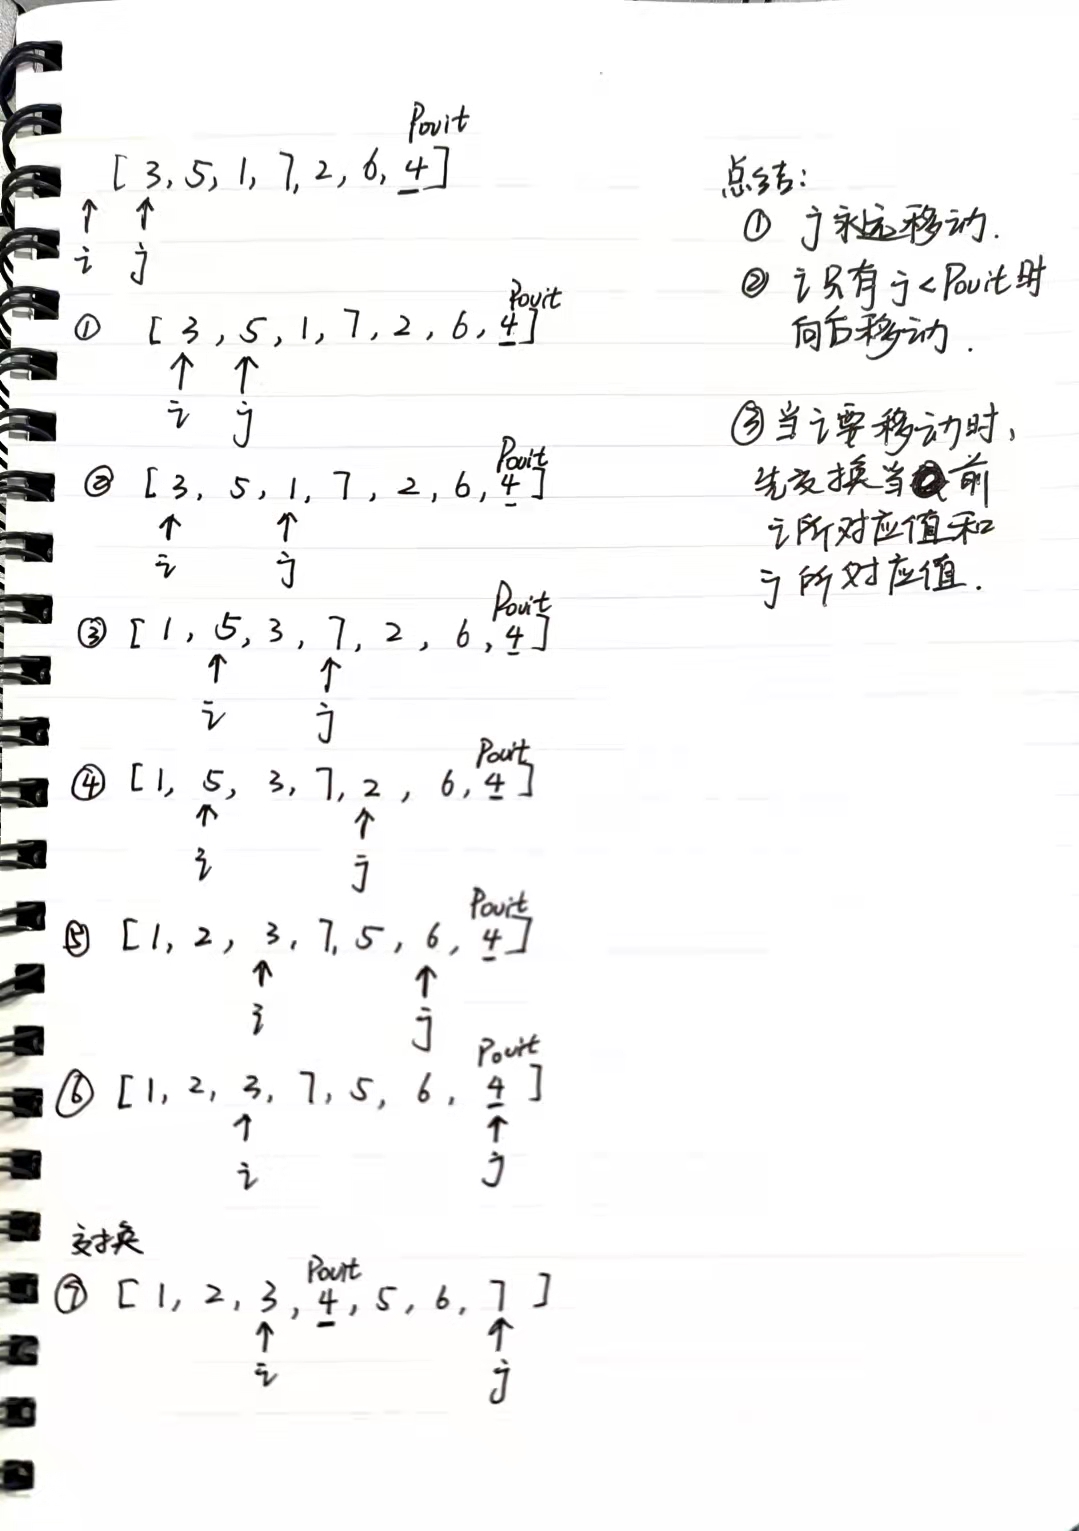 Povit
[3, 5, 1, 7, 2, 6, 4]
i j
① [3, 5, 1, 7, 2, 6, 4]
Povit
i j
② [3, 5, 1, 7, 2, 6, 4]
Povit
i j
③ [1, 5, 3, 7, 2, 6, 4]
Povit
i j
④ [1, 5, 3, 7, 2, 6, 4]
Povit
i j
⑤ [1, 2, 3, 7, 5, 6, 4]
Povit
i j
⑥ [1, 2, 3, 7, 5, 6, 4]
Povit
i j
交换
Povit
⑦ [1, 2, 3, 4, 5, 6, 7]
i j
总结:
① j永远移动.
② i只有j<Povit时
向后移动.
③当i要移动时,
先交换当前
i所对应值和
j所对应值.